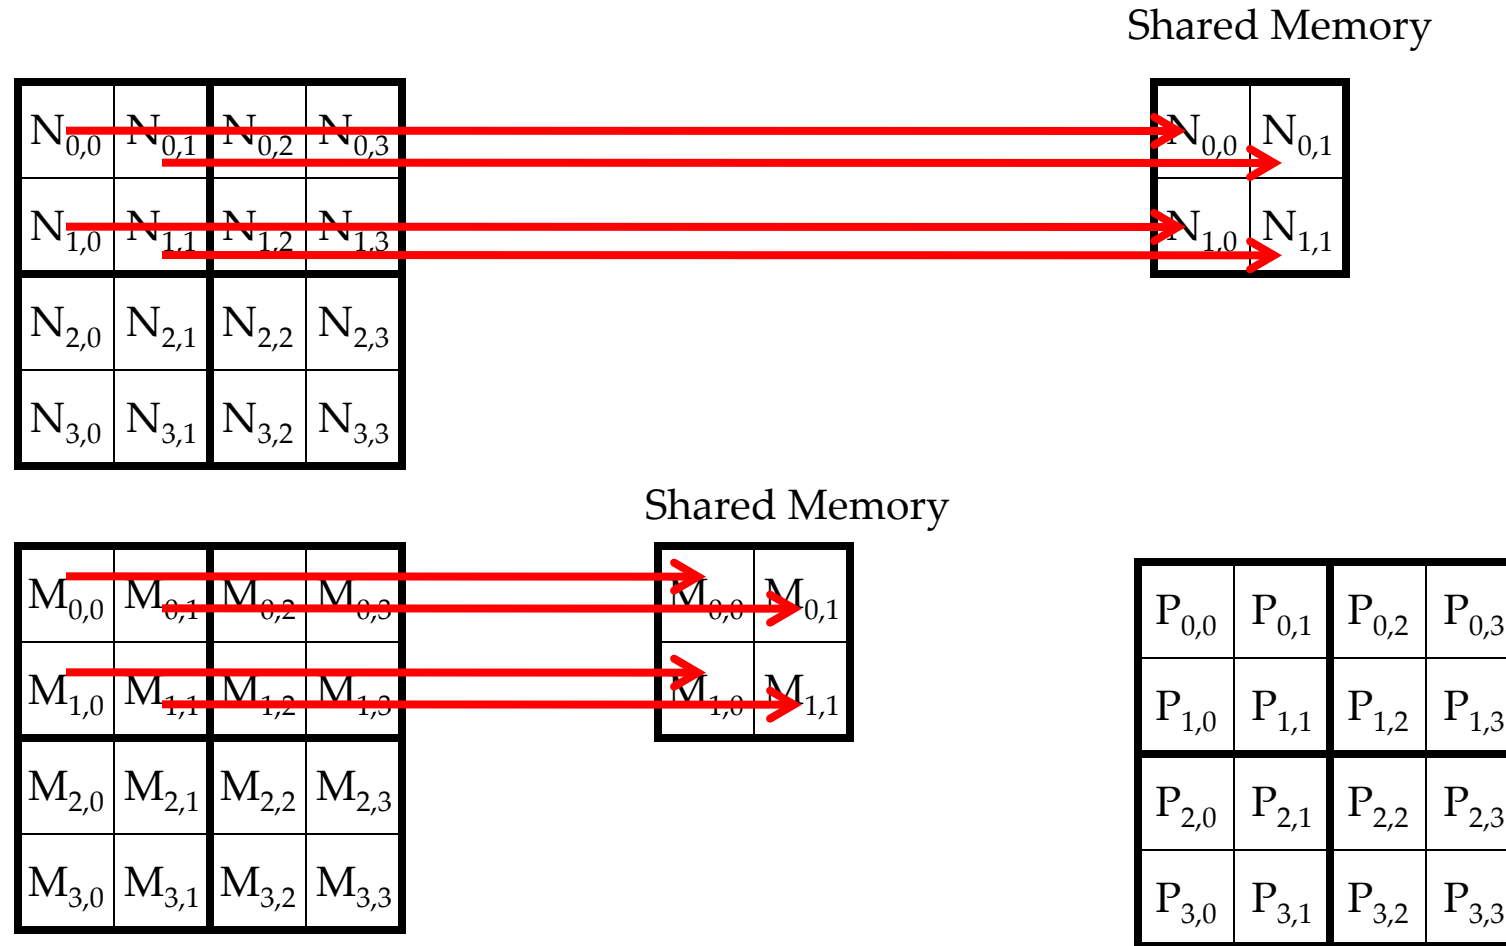 Shared Memory
N0,0 N0,1 N0,2 N0,3 N0,0 N0,1
N1,0 N1,1 N1,2 N1,3 N1,0 N1,1
N2,0 N2,1 N2,2 N2,3
N3,0 N3,1 N3,2 N3,3
Shared Memory
M0,0 M0,1 M0,2 M0,3 M0,0 M0,1 P0,0 P0,1 P0,2 P0,3
M1,0 M1,1 M1,2 M1,3 M1,0 M1,1 P1,0 P1,1 P1,2 P1,3
M2,0 M2,1 M2,2 M2,3 P2,0 P2,1 P2,2 P2,3
M3,0 M3,1 M3,2 M3,3 P3,0 P3,1 P3,2 P3,3